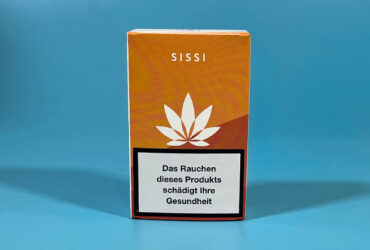 SISSI
Das Rauchen
dieses Produkts
schädigt Ihre
Gesundheit